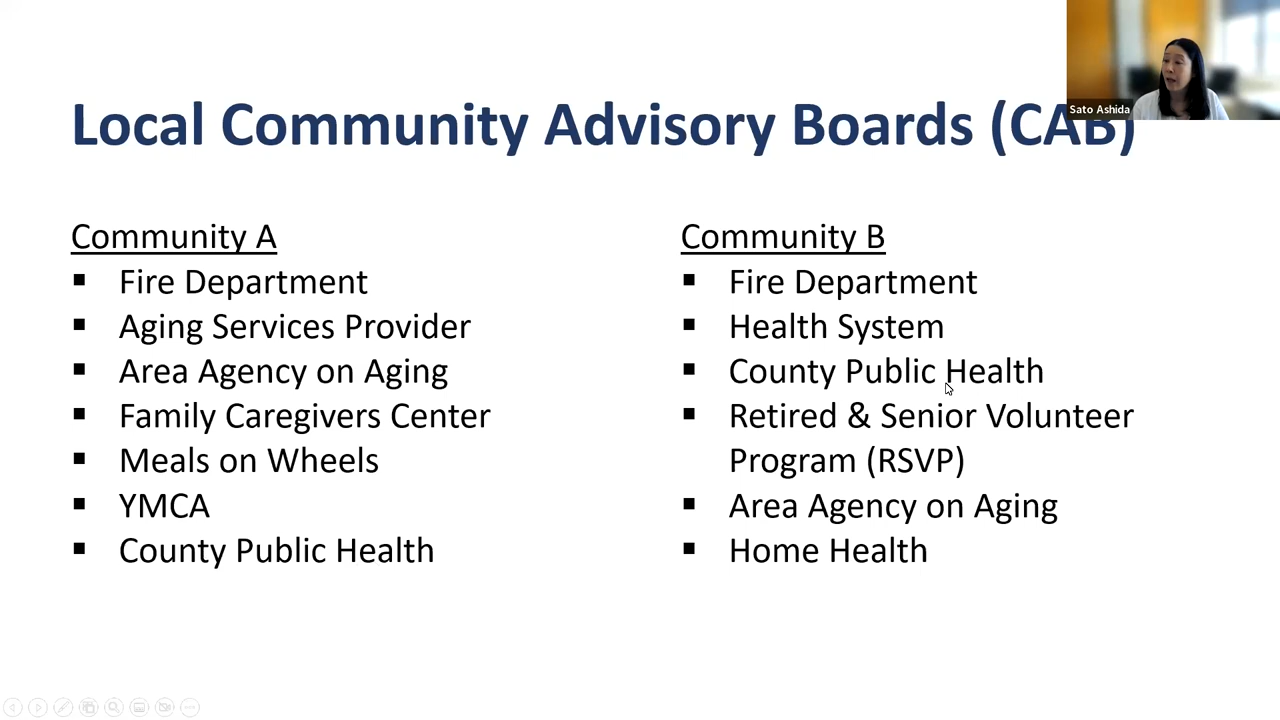 Local Community Advisory Boards (CAB)
Sato Ashida
Community A
▪ Fire Department
▪ Aging Services Provider
▪ Area Agency on Aging
▪ Family Caregivers Center
▪ Meals on Wheels
▪ YMCA
▪ County Public Health
Community B
▪ Fire Department
▪ Health System
▪ County Public Health
▪ Retired & Senior Volunteer
Program (RSVP)
▪ Area Agency on Aging
▪ Home Health